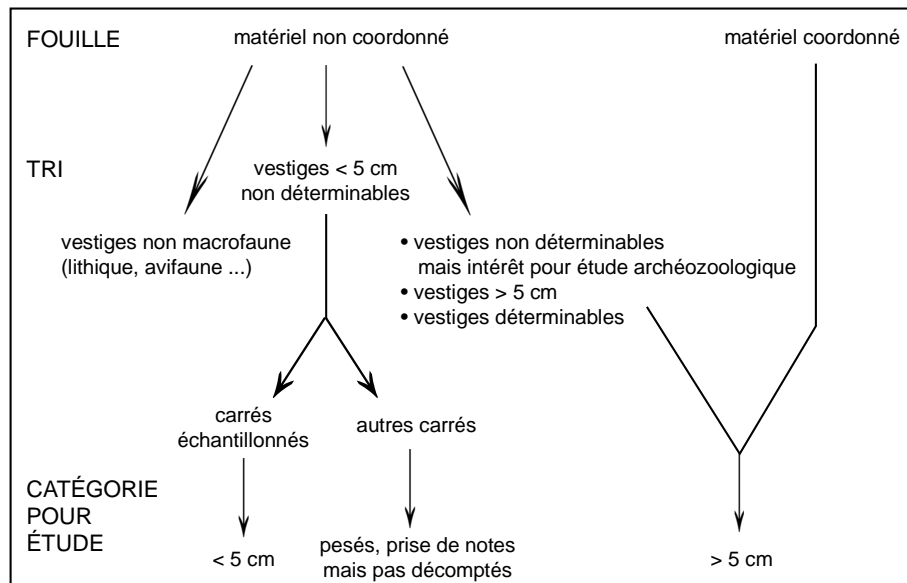 FOUILLE
matériel non coordonné
matériel coordonné
TRI
vestiges < 5 cm
non déterminables
vestiges non macrofaune
(lithique, avifaune ...)
• vestiges non déterminables
mais intérêt pour étude archéozoologique
• vestiges > 5 cm
• vestiges déterminables
carrés
échantillonnés
autres carrés
CATÉGORIE
POUR
ÉTUDE
< 5 cm
pesés, prise de notes
mais pas décomptés
> 5 cm